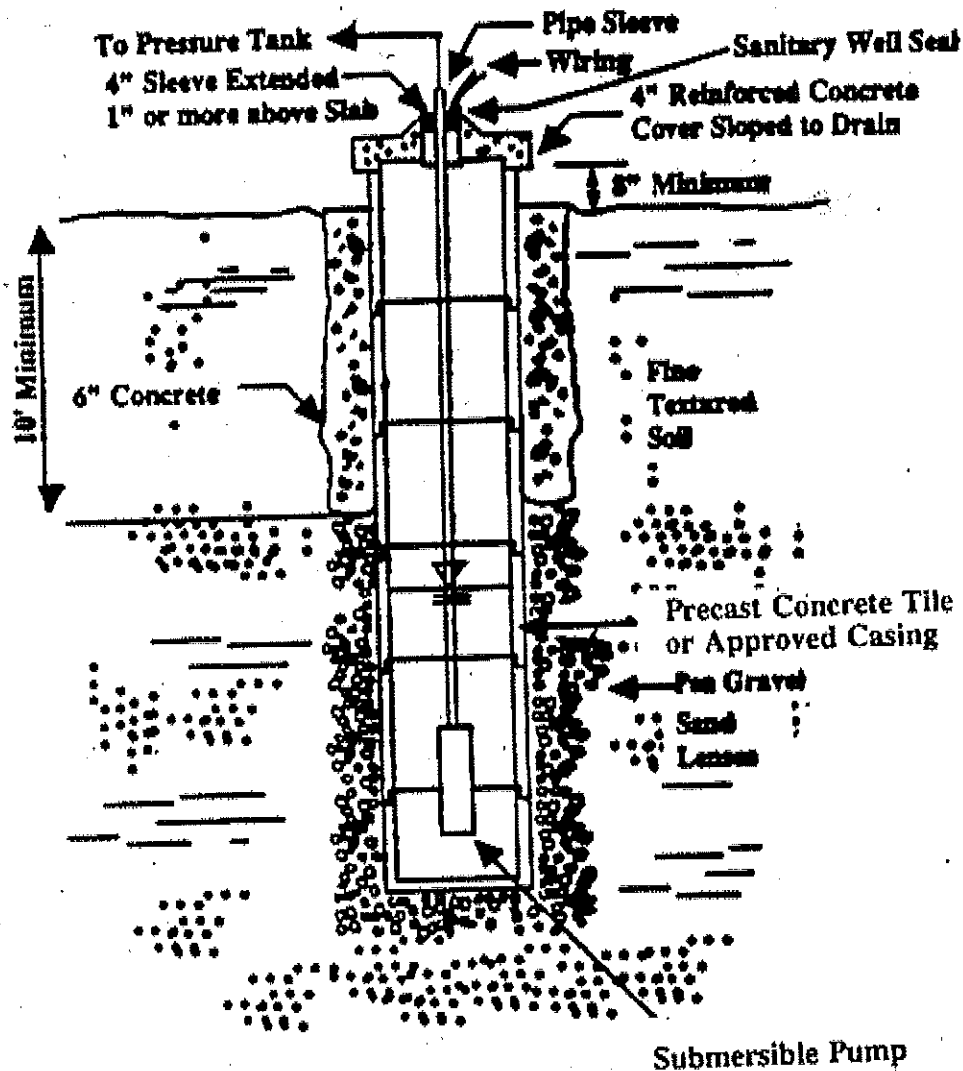 To Pressure Tank
4" Sleeve Extended
1" or more above Slab
Pipe Sleeve
Wiring
Sanitary Well Seal
4" Reinforced Concrete
Cover Sloped to Drain
8" Minimum
10' Minimum
6" Concrete
Fine
Textured
Soil
Precast Concrete Tile
or Approved Casing
Pea Gravel
Sand
Lenses
Submersible Pump